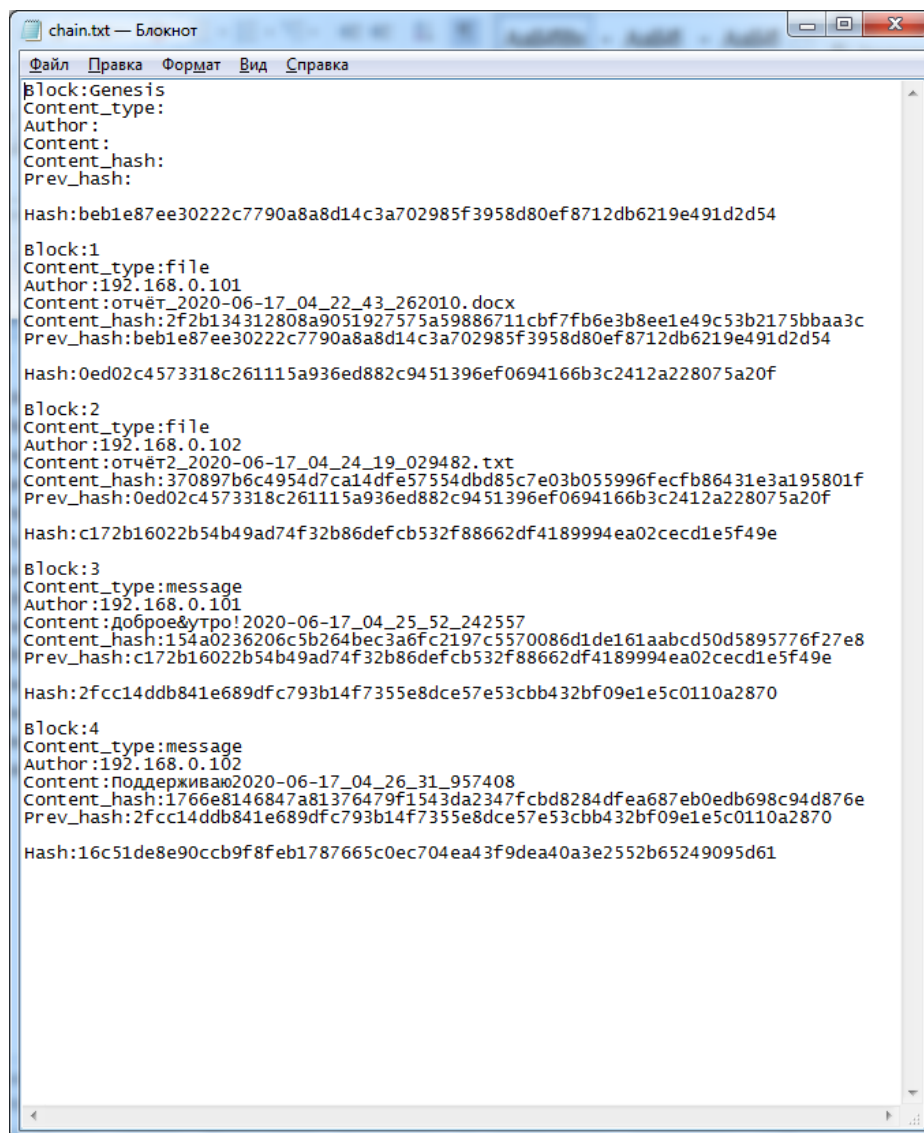 chain.txt — Блокнот
Файл Правка Формат Вид Справка
Block:Genesis
Content_type:
Author:
Content:
Content_hash:
Prev_hash:
Hash:beb1e87ee30222c7790a8a8d14c3a702985f3958d80ef8712db6219e491d2d54
Block:1
Content_type:file
Author:192.168.0.101
Content:отчёт_2020-06-17_04_22_43_262010.docx
Content_hash:2f2b134312808a9051927575a59886711cbf7fb6e3b8ee1e49c53b2175bbaa3c
Prev_hash:beb1e87ee30222c7790a8a8d14c3a702985f3958d80ef8712db6219e491d2d54
Hash:0ed02c4573318c261115a936ed882c9451396ef0694166b3c2412a228075a20f
Block:2
Content_type:file
Author:192.168.0.102
Content:отчёт2_2020-06-17_04_24_19_029482.txt
Content_hash:370897b6c4954d7ca14dfe57554dbd85c7e03b055996fecfb86431e3a195801f
Prev_hash:0ed02c4573318c261115a936ed882c9451396ef0694166b3c2412a228075a20f
Hash:c172b16022b54b49ad74f32b86defcb532f88662df4189994ea02cecd1e5f49e
Block:3
Content_type:message
Author:192.168.0.101
Content:Доброе&утро!2020-06-17_04_25_52_242557
Content_hash:154a0236206c5b264bec3a6fc2197c5570086d1de161aabcd50d5895776f27e8
Prev_hash:c172b16022b54b49ad74f32b86defcb532f88662df4189994ea02cecd1e5f49e
Hash:2fcc14ddb841e689dfc793b14f7355e8dce57e53cbb432bf09e1e5c0110a2870
Block:4
Content_type:message
Author:192.168.0.102
Content:Поддерживаю2020-06-17_04_26_31_957408
Content_hash:1766e8146847a81376479f1543da2347fcbd8284dfea687eb0edb698c94d876e
Prev_hash:2fcc14ddb841e689dfc793b14f7355e8dce57e53cbb432bf09e1e5c0110a2870
Hash:16c51de8e90ccb9f8feb1787665c0ec704ea43f9dea40a3e2552b65249095d61